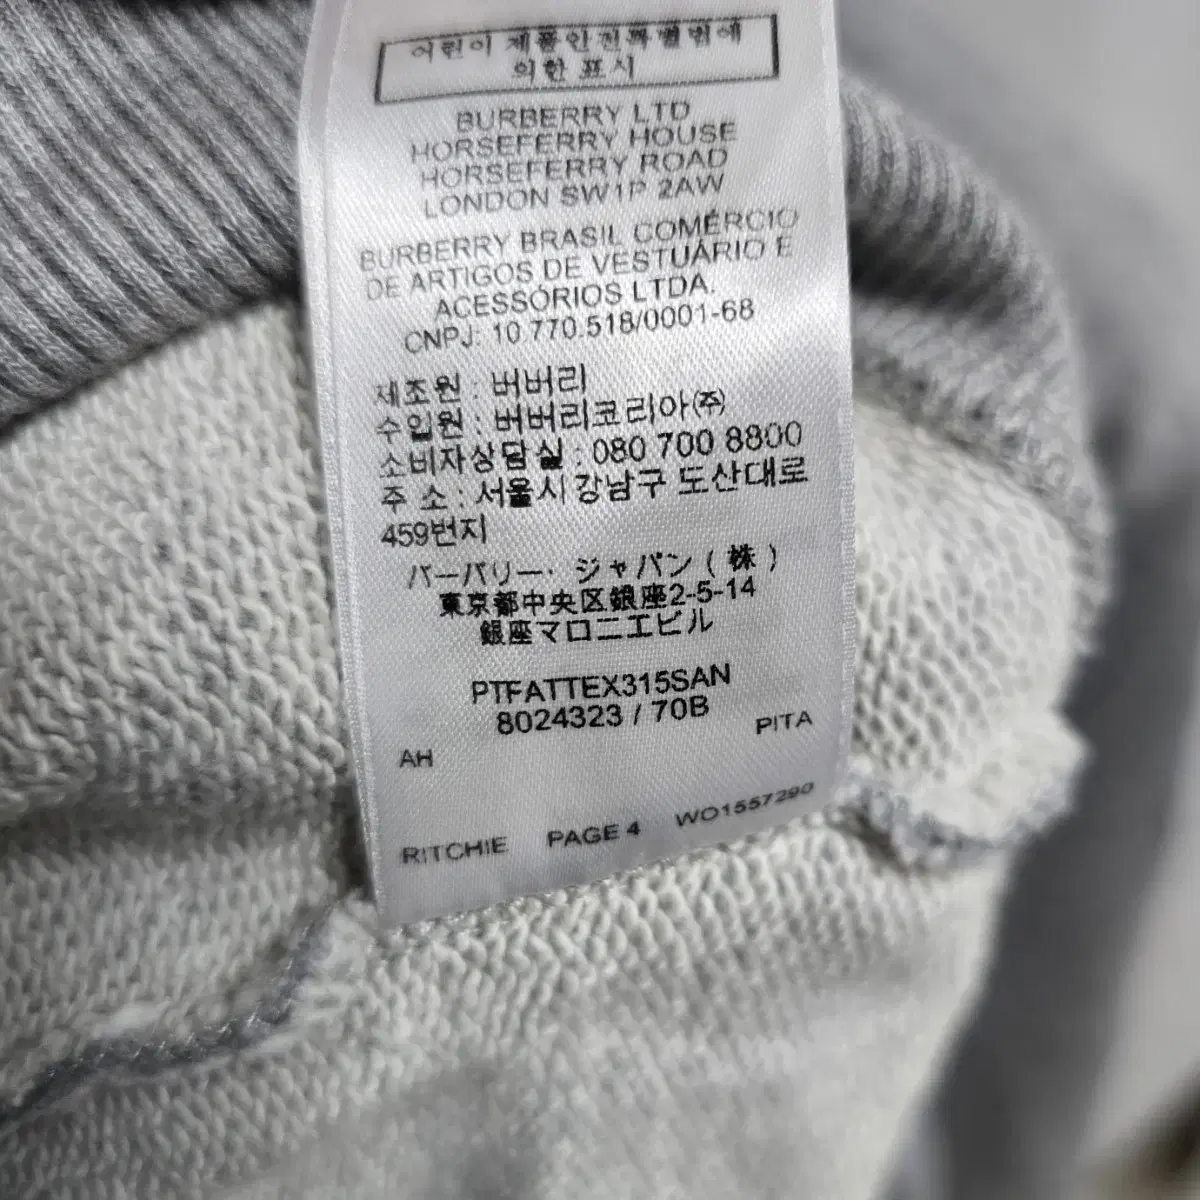 어린이 제품안전특별법에
의한 표시
BURBERRY LTD
HORSEFERRY HOUSE
HORSEFERRY ROAD
LONDON SW1P 2AW
BURBERRY BRASIL COMÉRCIO
DE ARTIGOS DE VESTUÁRIO E
ACESSÓRIOS LTDA.
CNPJ: 10 770.518/0001-68
제조원 : 버버리
수입원 : 버버리코리아㈜
소비자상담실 : 080 700 8800
주 소 : 서울시 강남구 도산대로
459번지
バーバリー・ジャパン ( 株 )
東京都中央区銀座2-5-14
銀座マロニエビル
PTFATTEX315SAN
8024323 / 70B
AH PITA
RITCHIE PAGE 4 WO1557290